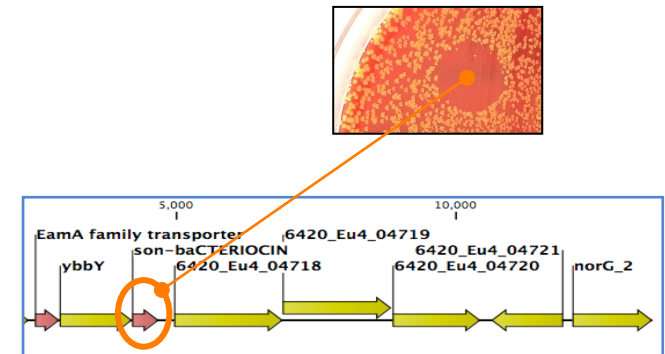 5,000 10,000
EamA family transporter 6420_Eu4_04719
son-baCTERIOCIN 6420_Eu4_04721
ybbY 6420_Eu4_04718 6420_Eu4_04720 norG_2